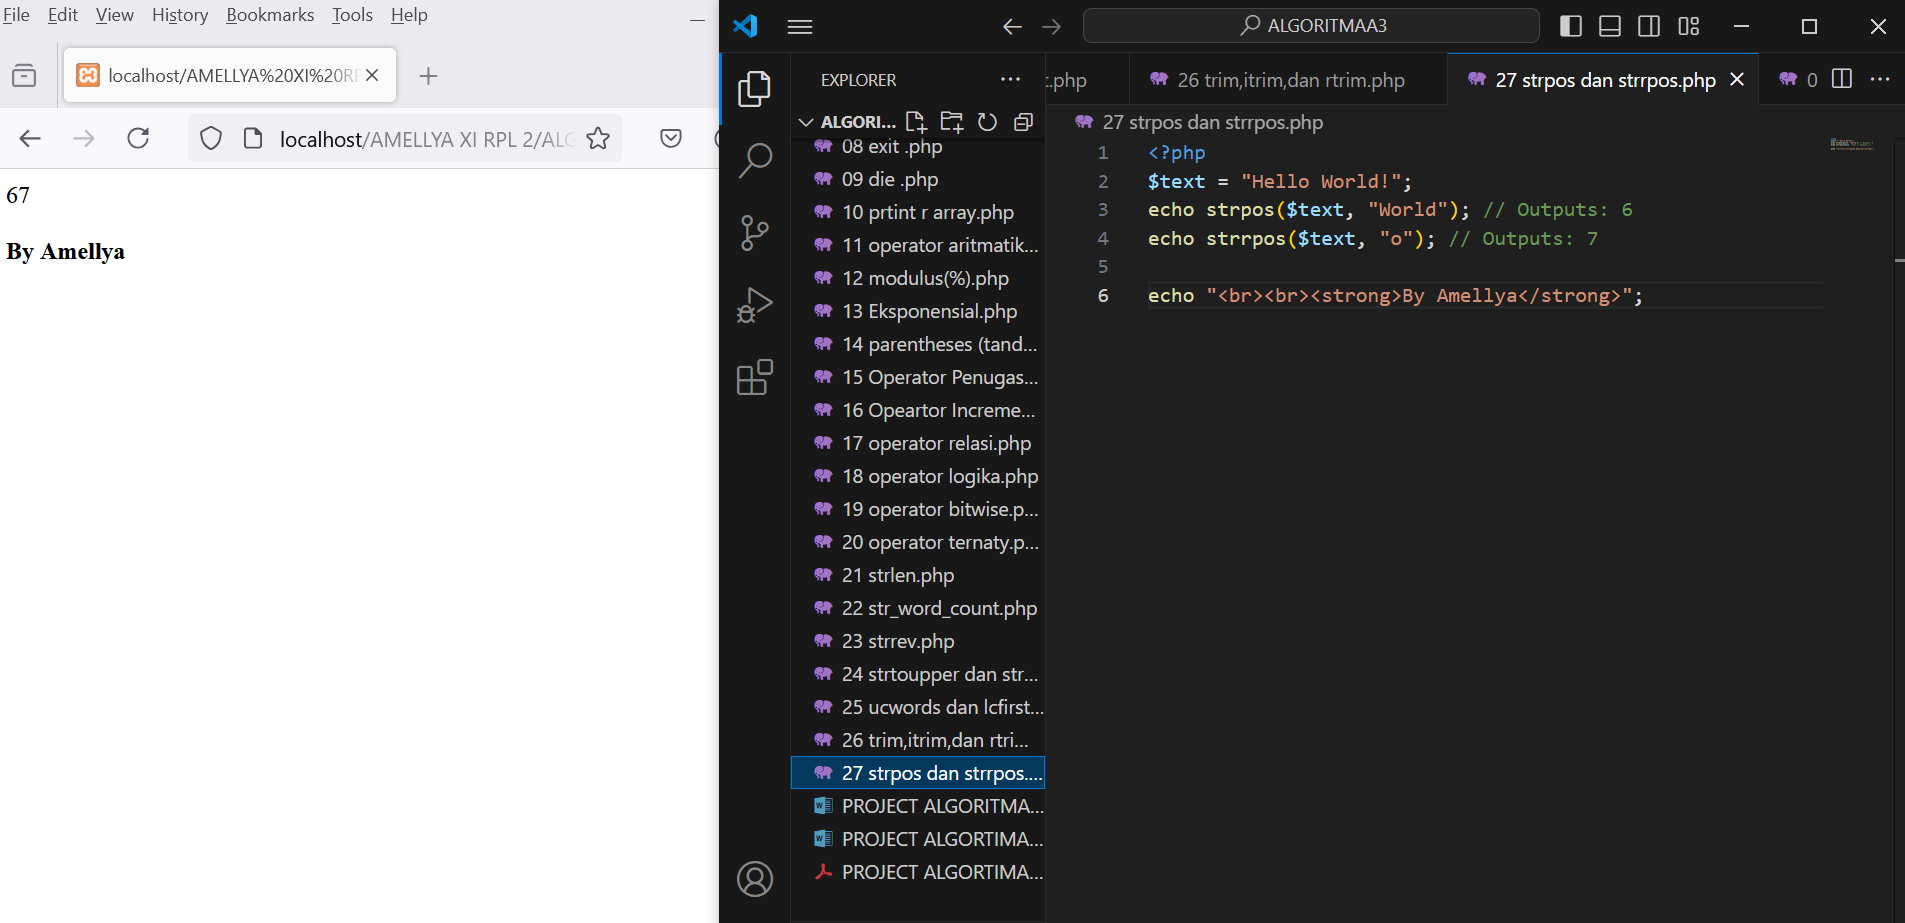 File Edit View History Bookmarks Tools Help
localhost/AMELLYA%20XI%20RP
localhost/AMELLYA XI RPL 2/ALG
67
By Amellya
ALGORITMAA3
EXPLORER
ALGORI...
08 exit .php
09 die .php
10 prtint r array.php
11 operator aritmatik...
12 modulus(%).php
13 Eksponensial.php
14 parentheses (tand...
15 Operator Penugas...
16 Opeartor Increme...
17 operator relasi.php
18 operator logika.php
19 operator bitwise.p...
20 operator ternaty.p...
21 strlen.php
22 str_word_count.php
23 strrev.php
24 strtoupper dan str...
25 ucwords dan lcfirst...
26 trim,itrim,dan rtri...
27 strpos dan strrpos....
PROJECT ALGORITMA...
PROJECT ALGORTIMA...
PROJECT ALGORTIMA...
t.php 26 trim,itrim,dan rtrim.php 27 strpos dan strrpos.php 0
27 strpos dan strrpos.php
1 <?php
2 $text = "Hello World!";
3 echo strpos($text, "World"); // Outputs: 6
4 echo strrpos($text, "o"); // Outputs: 7
5
6 echo "<br><br><strong>By Amellya</strong>";